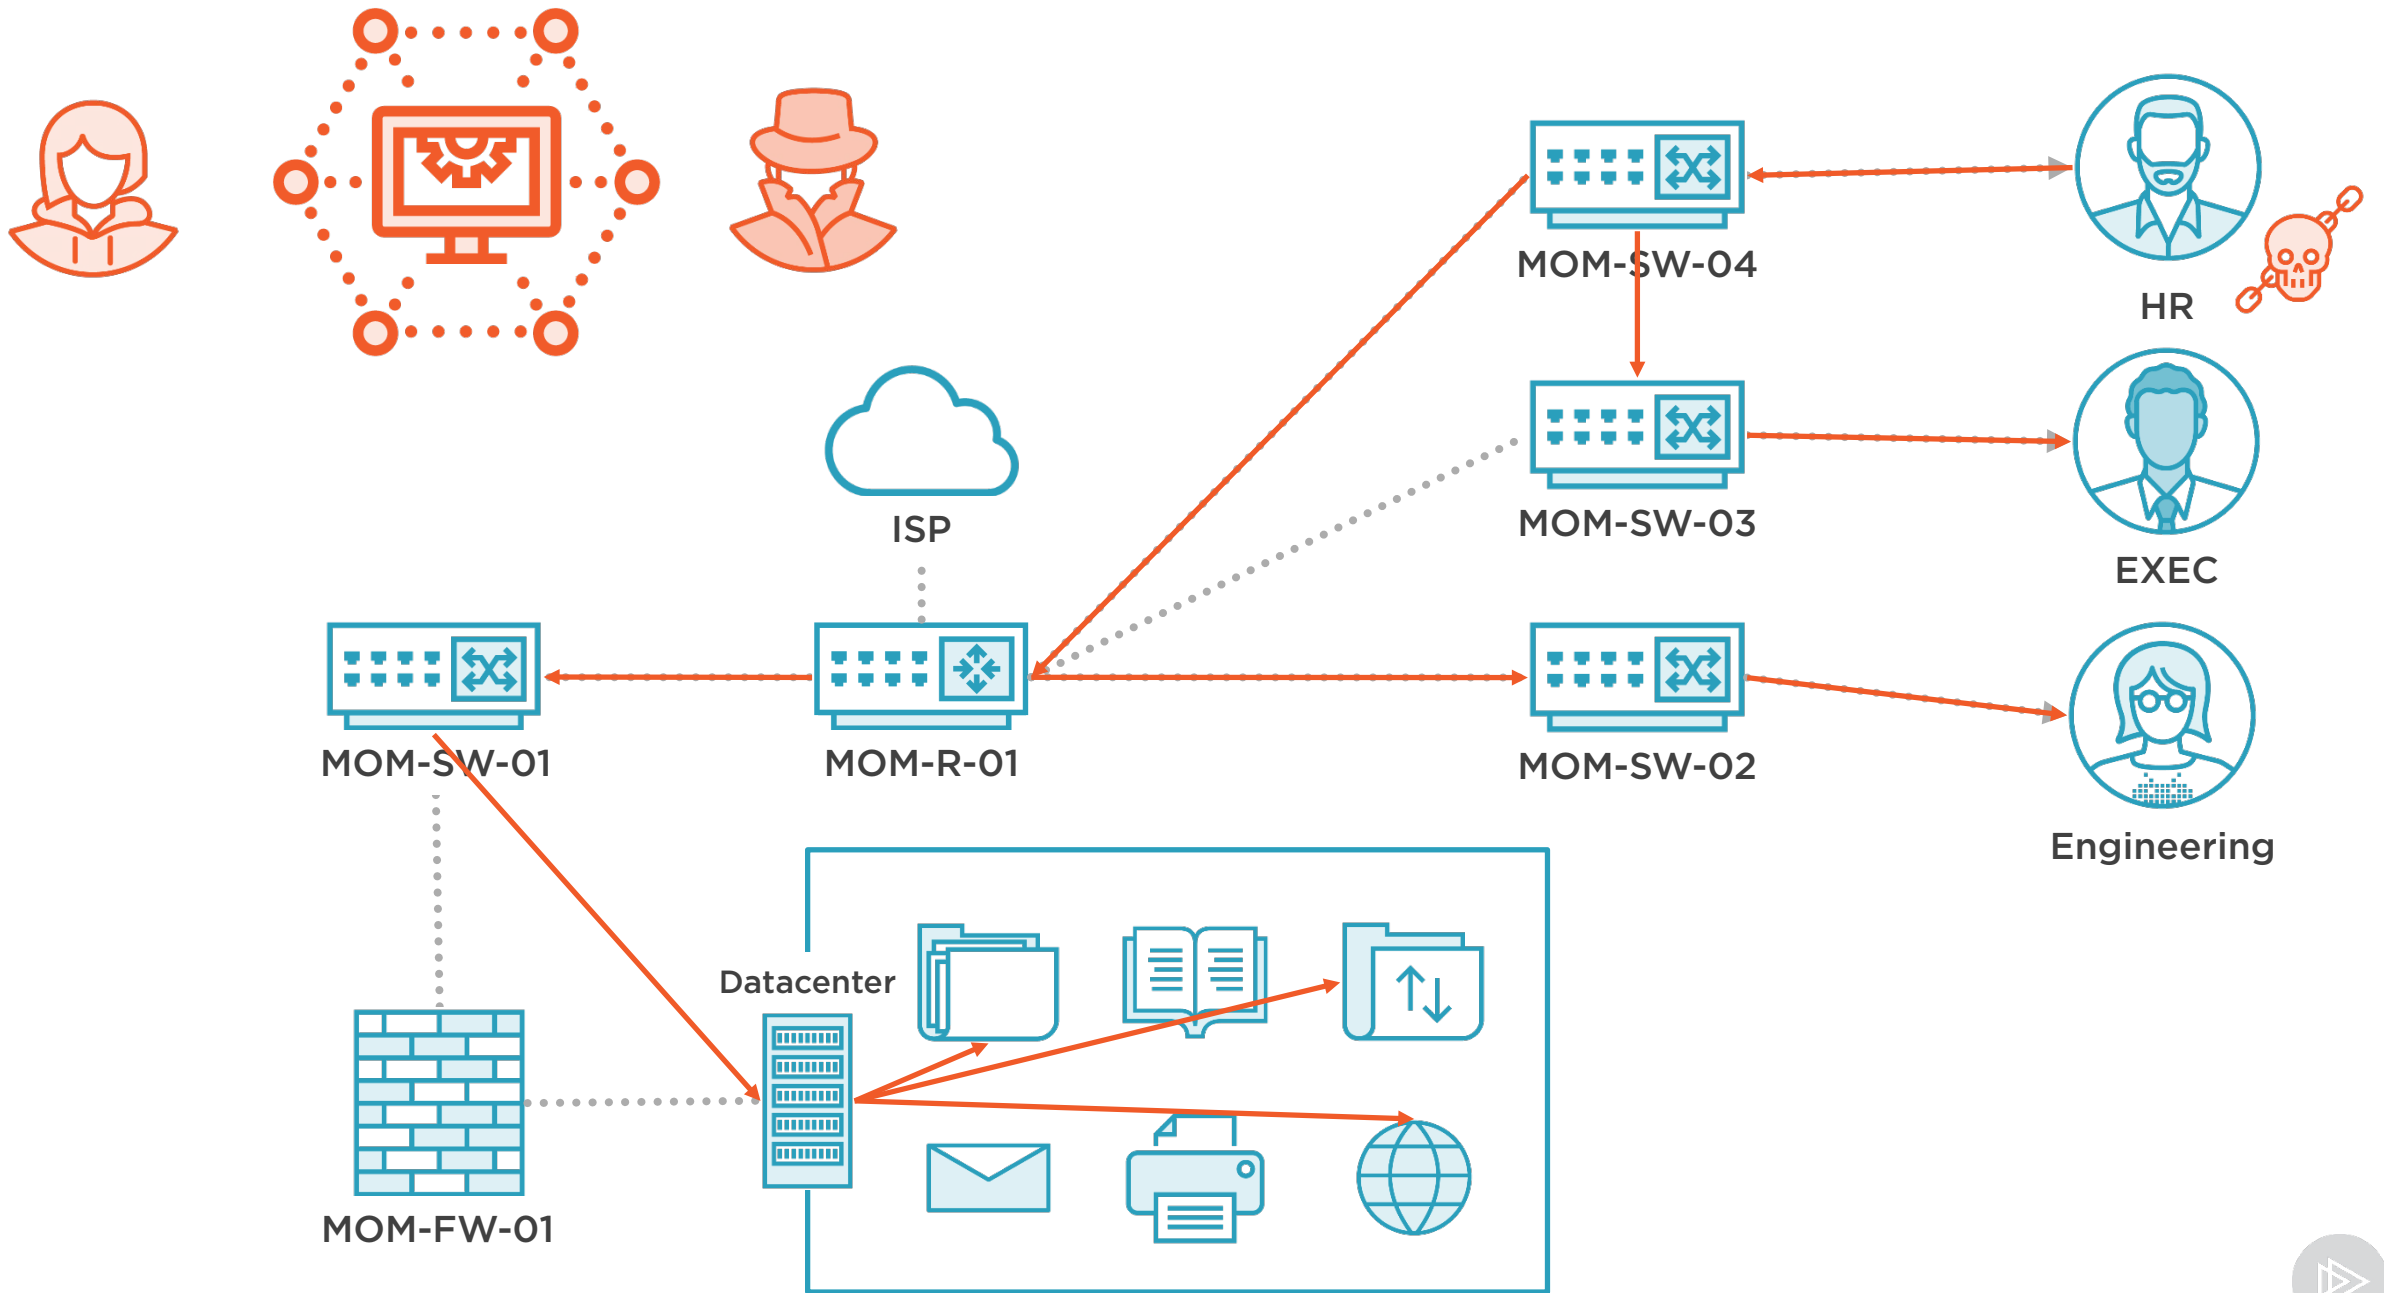 MOM-SW-04
HR
ISP
MOM-SW-03
EXEC
MOM-SW-01
MOM-R-01
MOM-SW-02
Engineering
Datacenter
MOM-FW-01